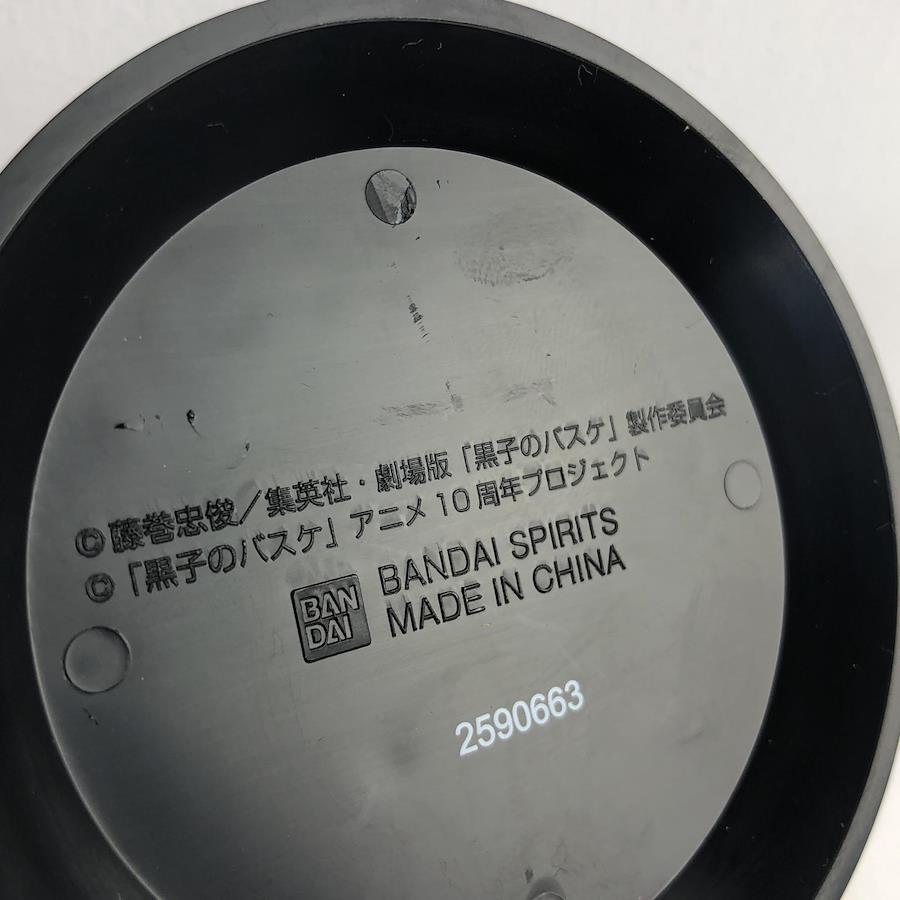 ©藤巻忠俊／集英社・劇場版「黒子のバスケ」製作委員会
©「黒子のバスケ」アニメ10周年プロジェクト
BAN
DAI
BANDAI SPIRITS
MADE IN CHINA
2590663